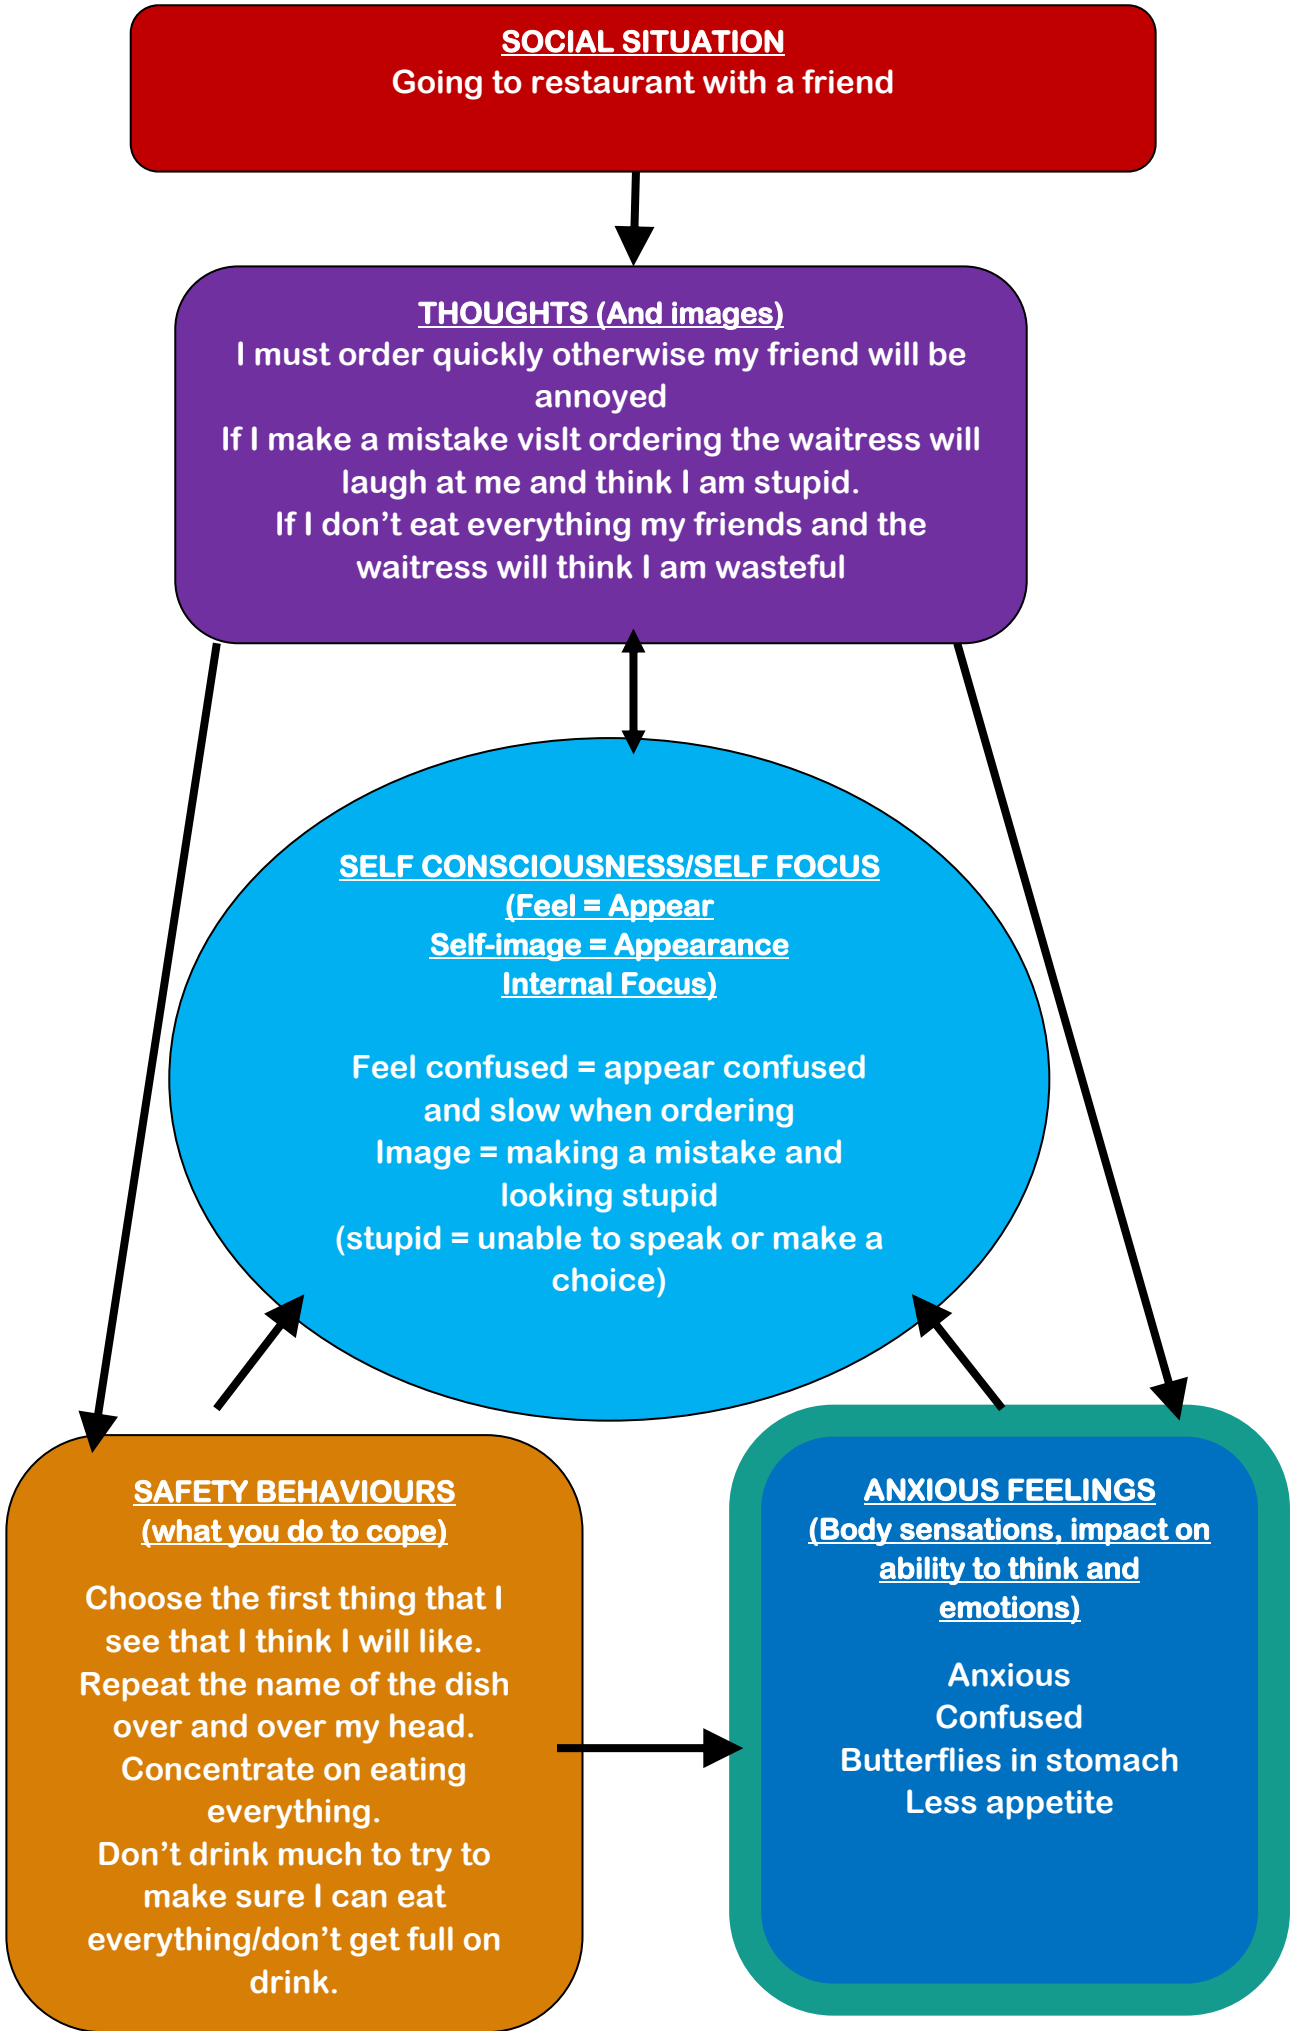 SOCIAL SITUATION
Going to restaurant with a friend
THOUGHTS (And images)
I must order quickly otherwise my friend will be
annoyed
If I make a mistake visIt ordering the waitress will
laugh at me and think I am stupid.
If I don’t eat everything my friends and the
waitress will think I am wasteful
SELF CONSCIOUSNESS/SELF FOCUS
(Feel = Appear
Self-image = Appearance
Internal Focus)
Feel confused = appear confused
and slow when ordering
Image = making a mistake and
looking stupid
(stupid = unable to speak or make a
choice)
SAFETY BEHAVIOURS
(what you do to cope)
Choose the first thing that I
see that I think I will like.
Repeat the name of the dish
over and over my head.
Concentrate on eating
everything.
Don’t drink much to try to
make sure I can eat
everything/don’t get full on
drink.
ANXIOUS FEELINGS
(Body sensations, impact on
ability to think and
emotions)
Anxious
Confused
Butterflies in stomach
Less appetite